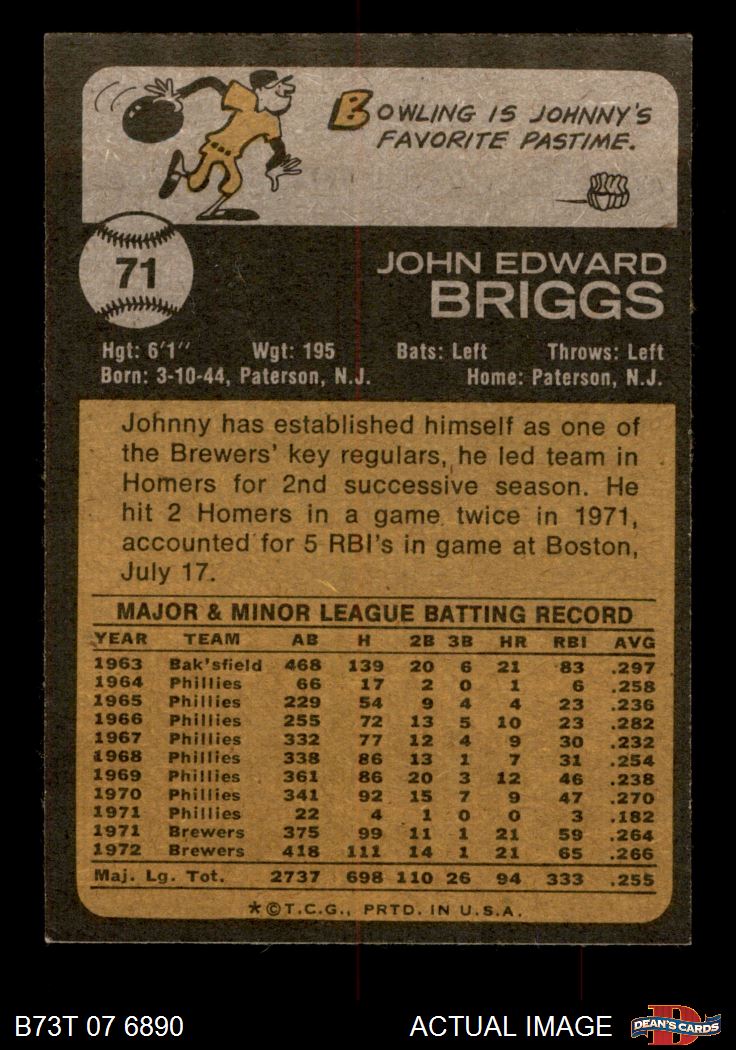 BOWLING IS JOHNNY'S
FAVORITE PASTIME.
71
JOHN EDWARD
BRIGGS
Hgt: 6'1" Wgt: 195 Bats: Left Throws: Left
Born: 3-10-44, Paterson, N.J. Home: Paterson, N.J.
Johnny has established himself as one of
the Brewers' key regulars, he led team in
Homers for 2nd successive season. He
hit 2 Homers in a game twice in 1971,
accounted for 5 RBI's in game at Boston,
July 17.
MAJOR & MINOR LEAGUE BATTING RECORD
YEAR TEAM AB H 2B 3B HR RBI AVG
1963 Bak'sfield 468 139 20 6 21 83 .297
1964 Phillies 66 17 2 0 1 6 .258
1965 Phillies 229 54 9 4 4 23 .236
1966 Phillies 255 72 13 5 10 23 .282
1967 Phillies 332 77 12 4 9 30 .232
1968 Phillies 338 86 13 1 7 31 .254
1969 Phillies 361 86 20 3 12 46 .238
1970 Phillies 341 92 15 7 9 47 .270
1971 Phillies 22 4 1 0 0 3 .182
1971 Brewers 375 99 11 1 21 59 .264
1972 Brewers 418 111 14 1 21 65 .266
Maj. Lg. Tot. 2737 698 110 26 94 333 .255
*©T.C.G., PRTD. IN U.S.A.
B73T 07 6890 ACTUAL IMAGE D DEAN'S CARDS